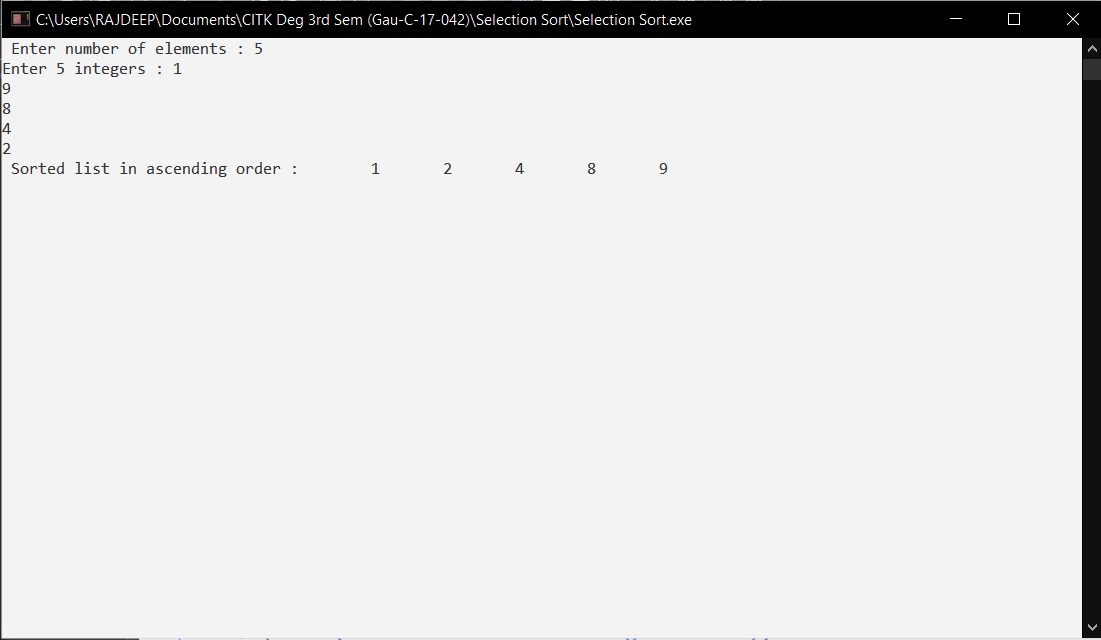 C:\Users\RAJDEEP\Documents\CITK Deg 3rd Sem (Gau-C-17-042)\Selection Sort\Selection Sort.exe
Enter number of elements : 5
Enter 5 integers : 1
9
8
4
2
Sorted list in ascending order : 1 2 4 8 9